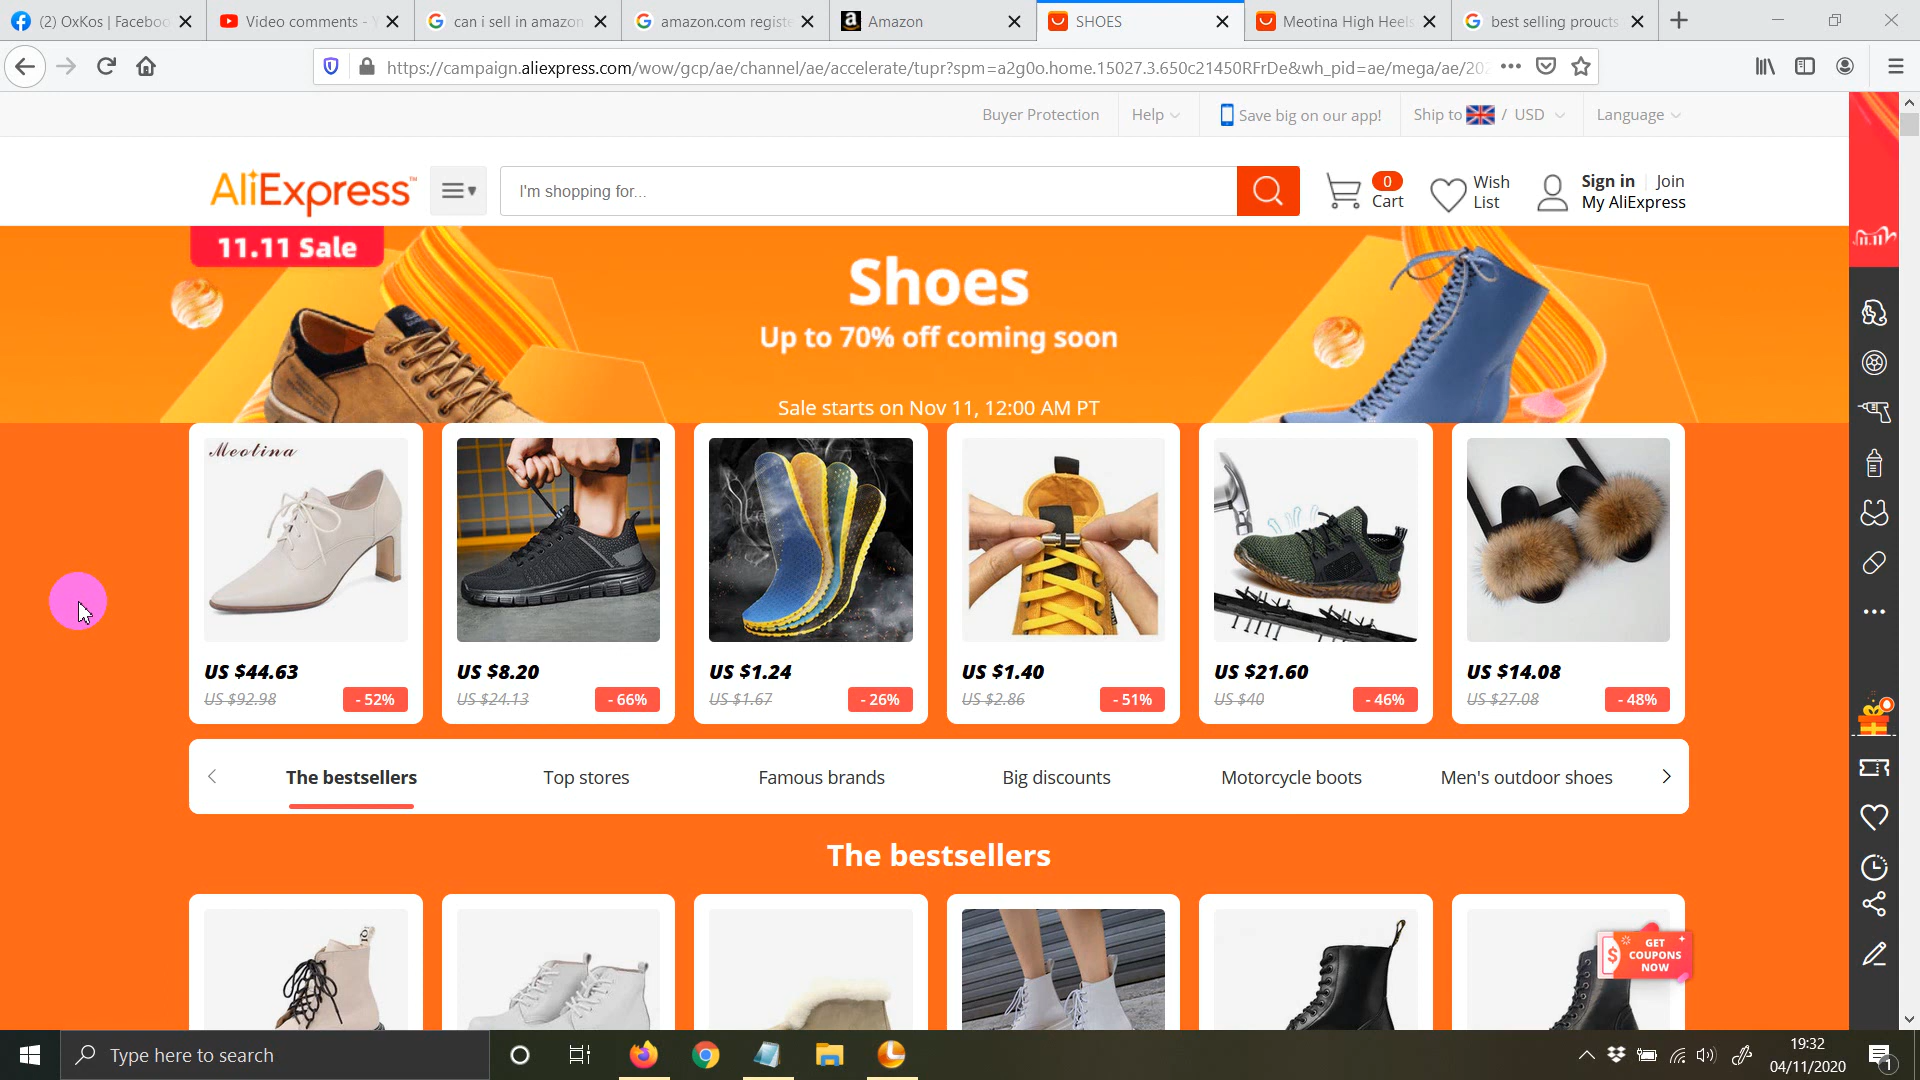 (2) OxKos | Faceboo
Video comments - Y
can i sell in amazon
amazon.com registe
Amazon
SHOES
Meotina High Heels
best selling proucts
https://campaign.aliexpress.com/wow/gcp/ae/channel/ae/accelerate/tupr?spm=a2g0o.home.15027.3.650c21450RFrDe&wh_pid=ae/mega/ae/202
Buyer Protection
Help
Save big on our app!
Ship to / USD
Language
AliExpress™
I'm shopping for...
0
Cart
Wish
List
Sign in Join
My AliExpress
11.11
11.11 Sale
Shoes
Up to 70% off coming soon
Sale starts on Nov 11, 12:00 AM PT
Meotina
US $44.63
US $92.98 - 52%
US $8.20
US $24.13 - 66%
US $1.24
US $1.67 - 26%
US $1.40
US $2.86 - 51%
US $21.60
US $40 - 46%
US $14.08
US $27.08 - 48%
The bestsellers
Top stores
Famous brands
Big discounts
Motorcycle boots
Men's outdoor shoes
The bestsellers
GET
COUPONS
NOW
$
Type here to search
19:32
04/11/2020
1